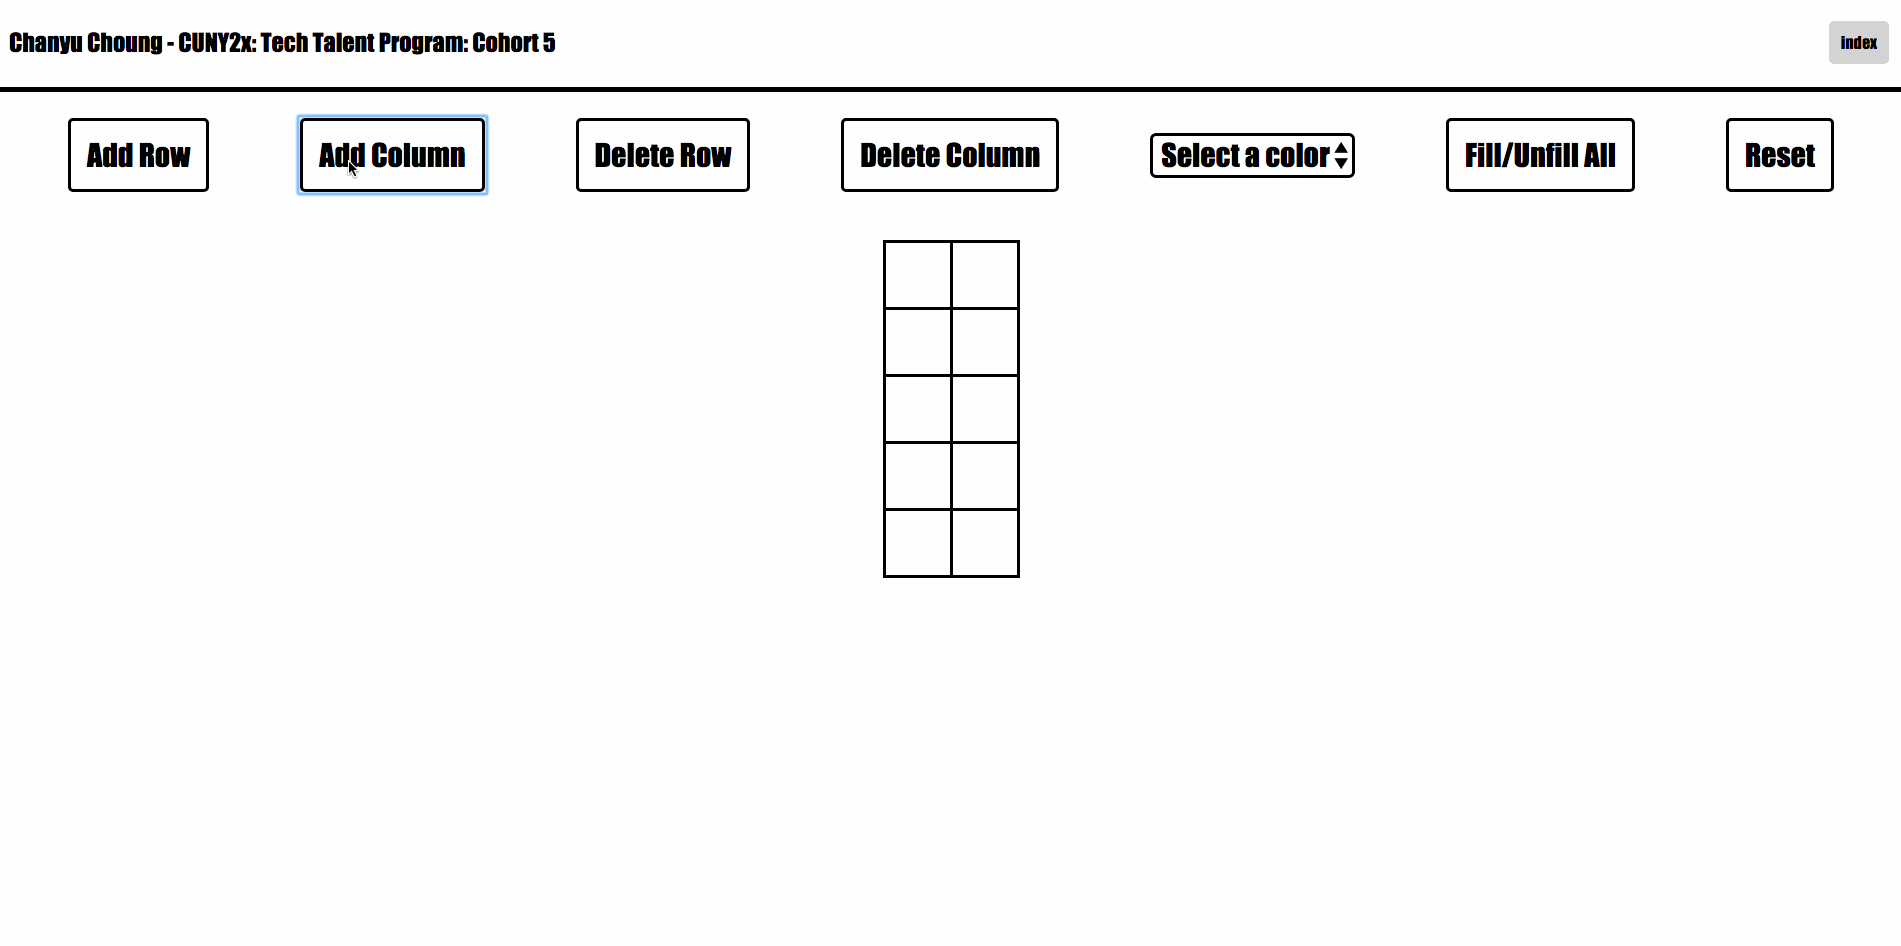 Chanyu Choung - CUNY2x: Tech Talent Program: Cohort 5
index
Add Row
Add Column
Delete Row
Delete Column
Select a color
Fill/Unfill All
Reset